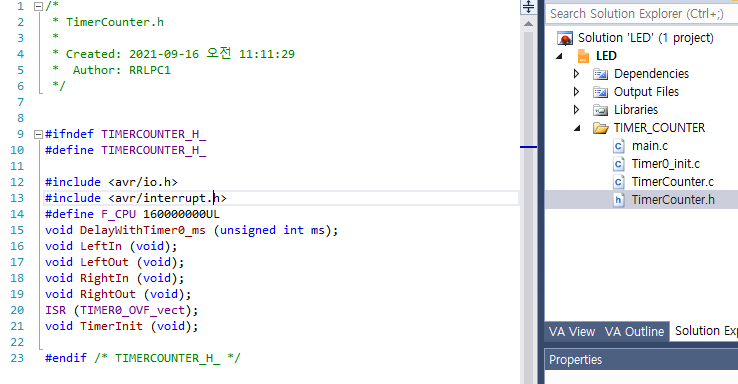 1 /*
2 * TimerCounter.h
3 *
4 * Created: 2021-09-16 오전 11:11:29
5 * Author: RRLPC1
6 */
7
8
9 #ifndef TIMERCOUNTER_H_
10 #define TIMERCOUNTER_H_
11
12 #include <avr/io.h>
13 #include <avr/interrupt.h>
14 #define F_CPU 160000000UL
15 void DelayWithTimer0_ms (unsigned int ms);
16 void LeftIn (void);
17 void LeftOut (void);
18 void RightIn (void);
19 void RightOut (void);
20 ISR (TIMER0_OVF_vect);
21 void TimerInit (void);
22
23 #endif /* TIMERCOUNTER_H_ */
Search Solution Explorer (Ctrl+;)
Solution 'LED' (1 project)
LED
Dependencies
Output Files
Libraries
TIMER_COUNTER
main.c
Timer0_init.c
TimerCounter.c
TimerCounter.h
VA View VA Outline Solution Exp
Properties